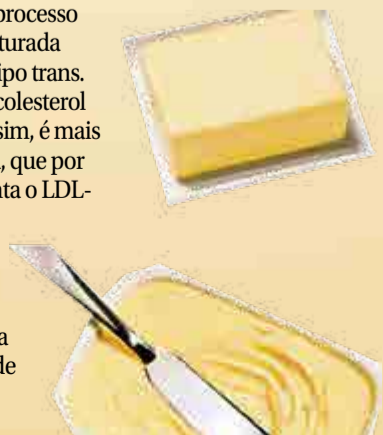 processo
turada
ipo trans.
colesterol
sim, é mais
, que por
ta o LDL-
a
de